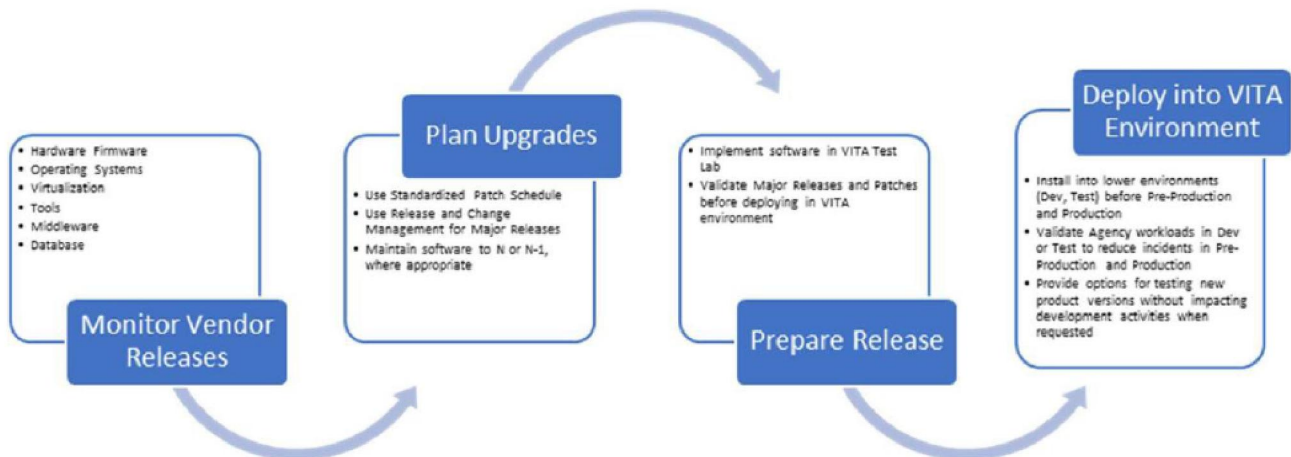 • Hardware Firmware
• Operating Systems
• Virtualization
• Tools
• Middleware
• Database
Monitor Vendor
Releases
Plan Upgrades
• Use Standardized Patch Schedule
• Use Release and Change
Management for Major Releases
• Maintain software to N or N-1,
where appropriate
• Implement software in VITA Test
Lab
• Validate Major Releases and Patches
before deploying in VITA
environment
Prepare Release
Deploy into VITA
Environment
• Install into lower environments
(Dev, Test) before Pre-Production
and Production
• Validate Agency workloads in Dev
or Test to reduce incidents in Pre-
Production and Production
• Provide options for testing new
product versions without impacting
development activities when
requested